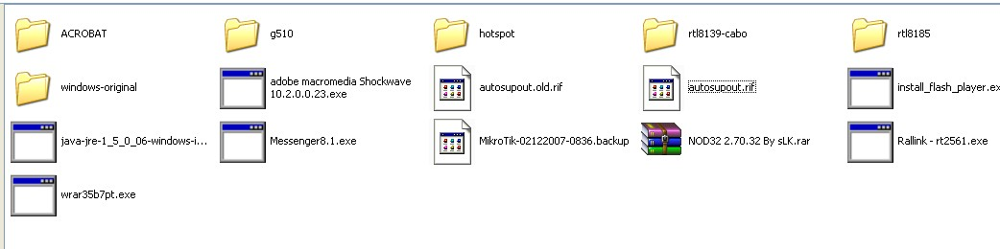 ACROBAT
g510
hotspot
rtl8139-cabo
rtl8185
windows-original
adobe macromedia Shockwave
10.2.0.0.23.exe
autosupout.old.rif
autosupout.rif
install_flash_player.ex
java-jre-1_5_0_06-windows-i...
Messenger8.1.exe
MikroTik-02122007-0836.backup
NOD32 2.70.32 By sLK.rar
Rallink - rt2561.exe
wrar35b7pt.exe